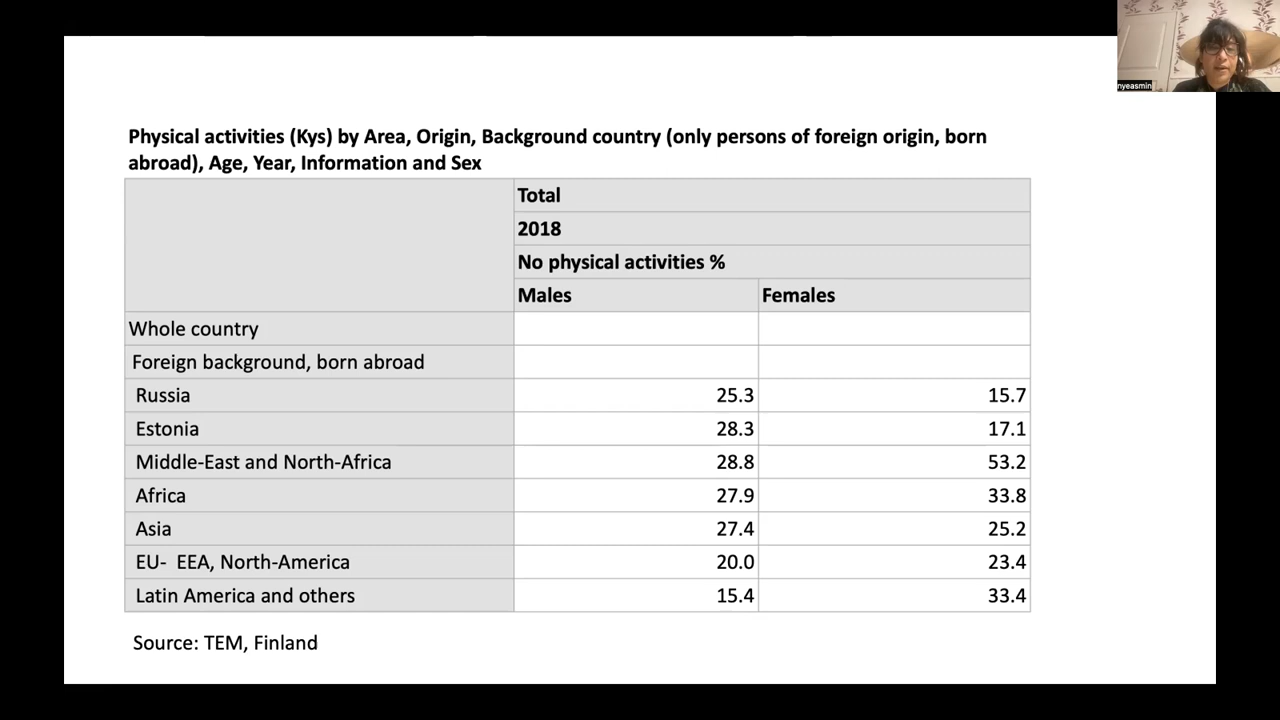 nyeasmin
Physical activities (Kys) by Area, Origin, Background country (only persons of foreign origin, born
abroad), Age, Year, Information and Sex
Total
2018
No physical activities %
Males Females
Whole country
Foreign background, born abroad
Russia 25.3 15.7
Estonia 28.3 17.1
Middle-East and North-Africa 28.8 53.2
Africa 27.9 33.8
Asia 27.4 25.2
EU- EEA, North-America 20.0 23.4
Latin America and others 15.4 33.4
Source: TEM, Finland